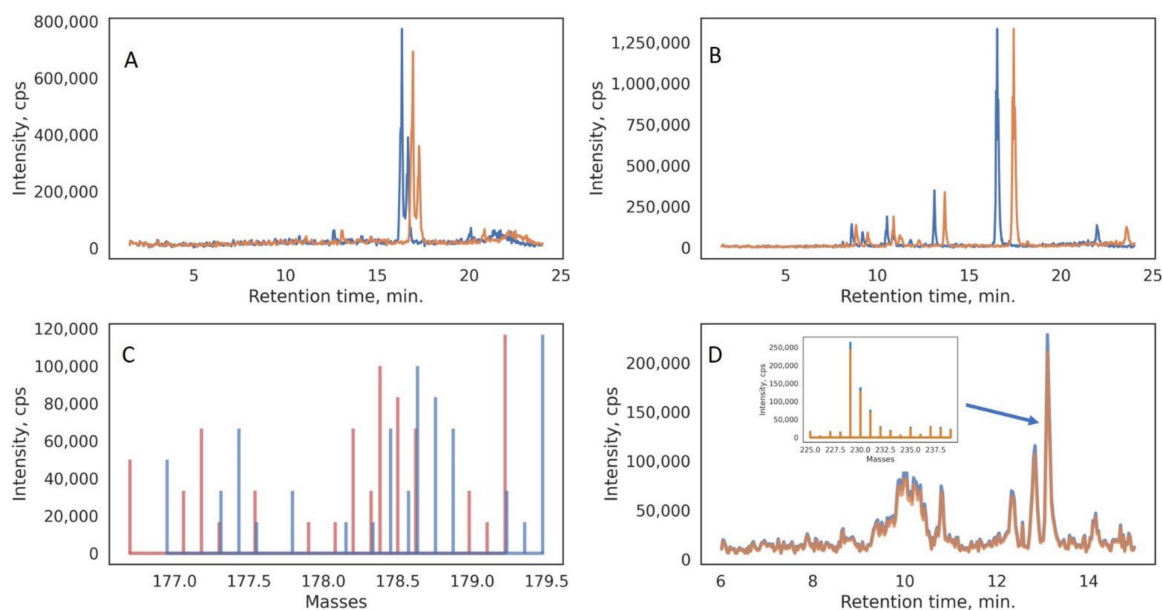 A
Intensity, cps
800,000
600,000
400,000
200,000
0
5 10 15 20 25
Retention time, min.
B
Intensity, cps
1,250,000
1,000,000
750,000
500,000
250,000
0
5 10 15 20 25
Retention time, min.
C
Intensity, cps
120,000
100,000
80,000
60,000
40,000
20,000
0
177.0 177.5 178.0 178.5 179.0 179.5
Masses
D
Intensity, cps
200,000
150,000
100,000
50,000
0
6 8 10 12 14
Retention time, min.
Intensity, cps
250,000
200,000
150,000
100,000
50,000
0
225.0 227.5 230.0 232.5 235.0 237.5
Masses